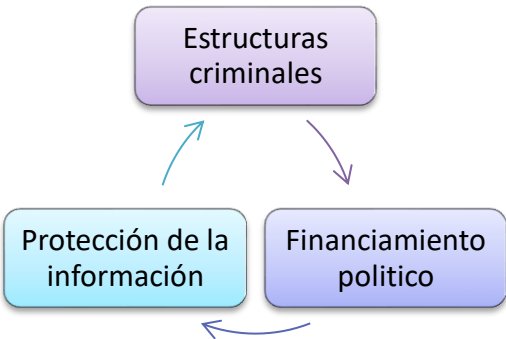 Estructuras
criminales
Protección de la
información
Financiamiento
politico